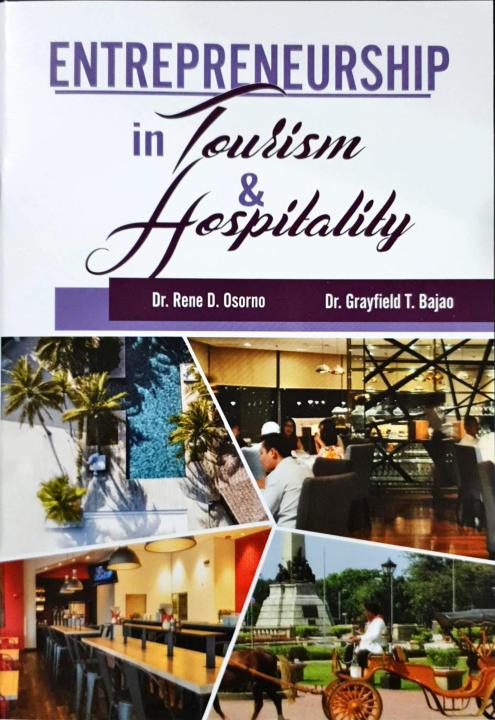 ENTREPRENEURSHIP
in Tourism
&
Hospitality
Dr. Rene D. Osorno Dr. Grayfield T. Bajao